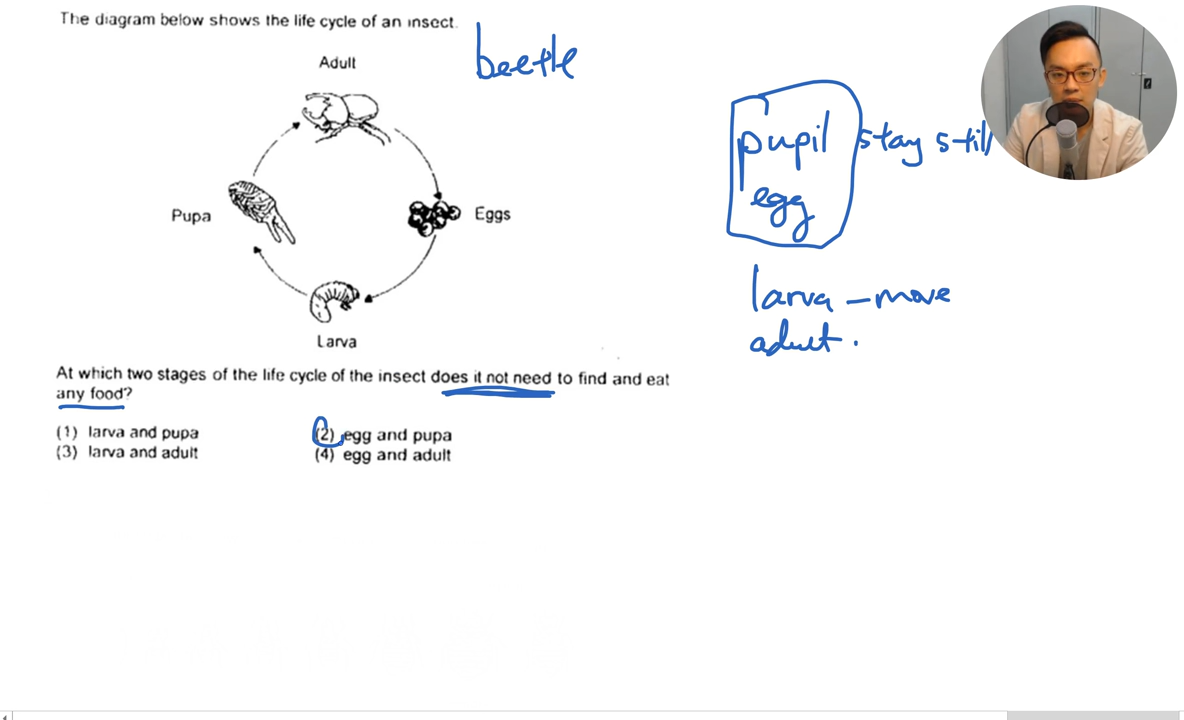 The diagram below shows the life cycle of an insect.
beetle
Adult
pupil stay still
egg
Pupa
Eggs
larva – move
adult .
Larva
At which two stages of the life cycle of the insect does it not need to find and eat
any food?
(1) larva and pupa
(2) egg and pupa
(3) larva and adult
(4) egg and adult